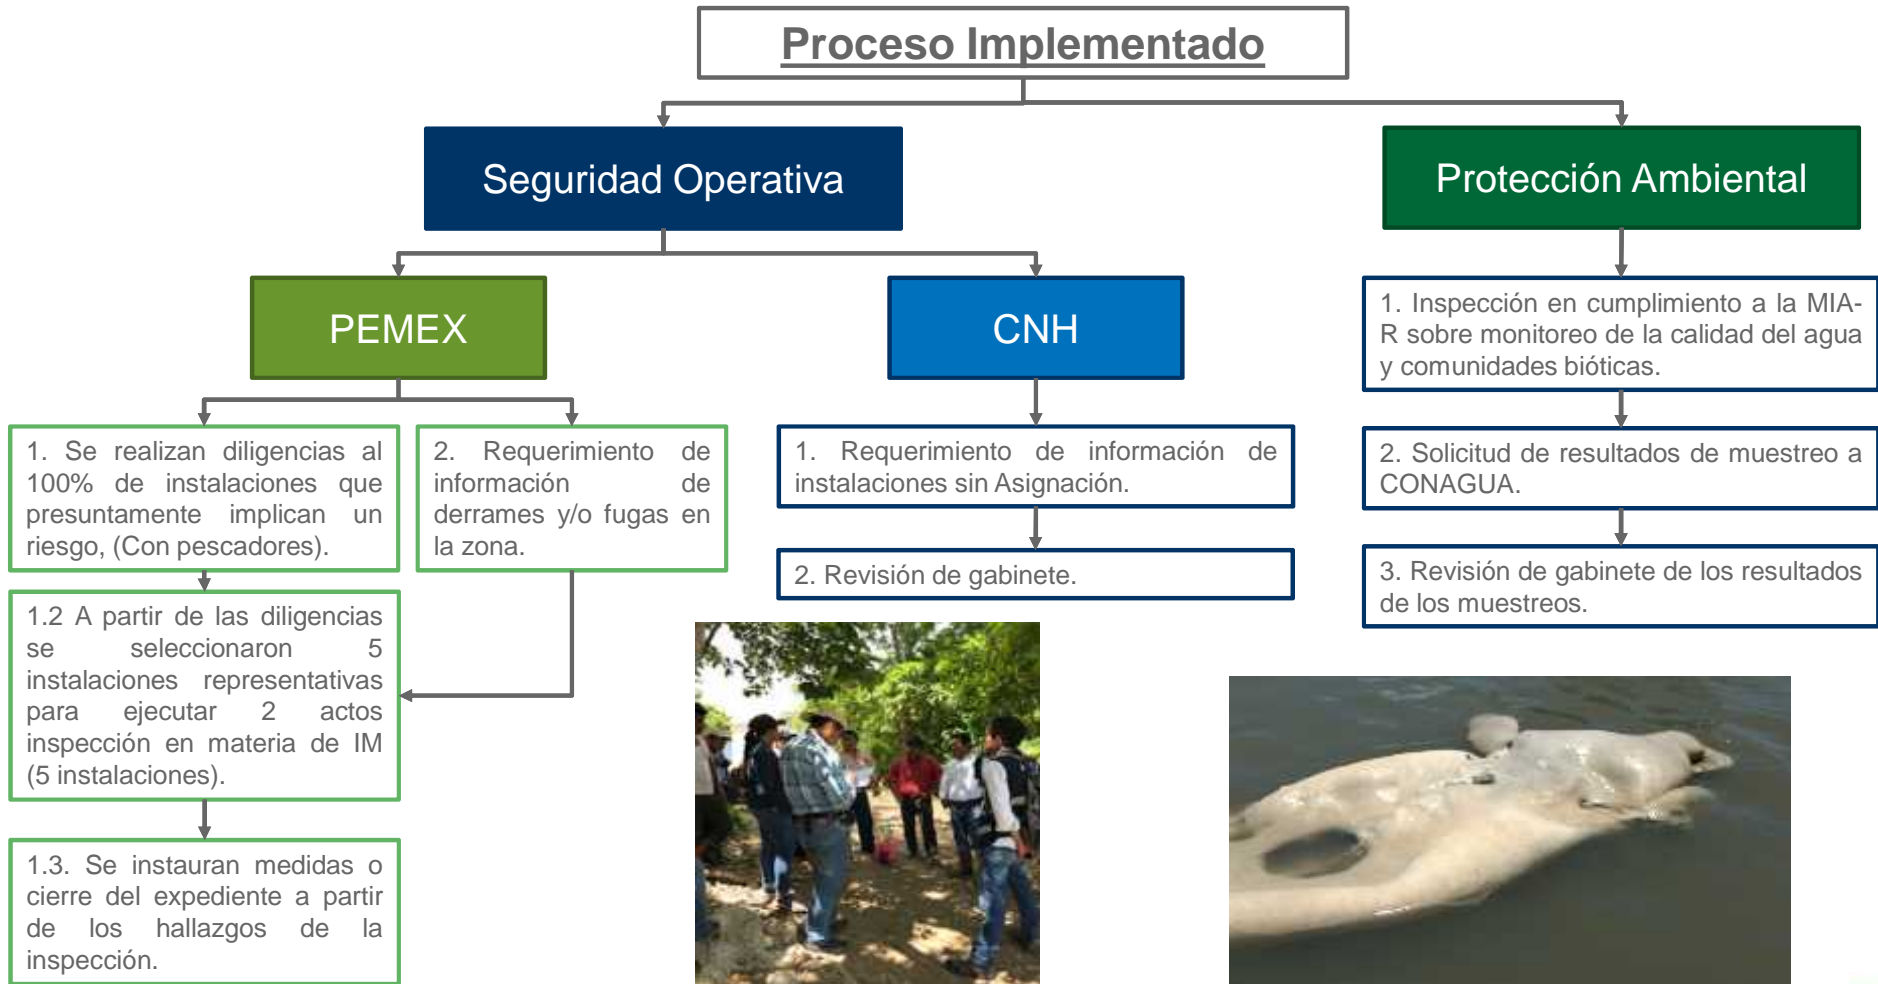 Proceso Implementado
Seguridad Operativa
Protección Ambiental
PEMEX
CNH
1. Se realizan diligencias al
100% de instalaciones que
presuntamente implican un
riesgo, (Con pescadores).
2. Requerimiento de
información de
derrames y/o fugas en
la zona.
1.2 A partir de las diligencias
se seleccionaron 5
instalaciones representativas
para ejecutar 2 actos
inspección en materia de IM
(5 instalaciones).
1.3. Se instauran medidas o
cierre del expediente a partir
de los hallazgos de la
inspección.
1. Requerimiento de información de
instalaciones sin Asignación.
2. Revisión de gabinete.
1. Inspección en cumplimiento a la MIA-
R sobre monitoreo de la calidad del agua
y comunidades bióticas.
2. Solicitud de resultados de muestreo a
CONAGUA.
3. Revisión de gabinete de los resultados
de los muestreos.